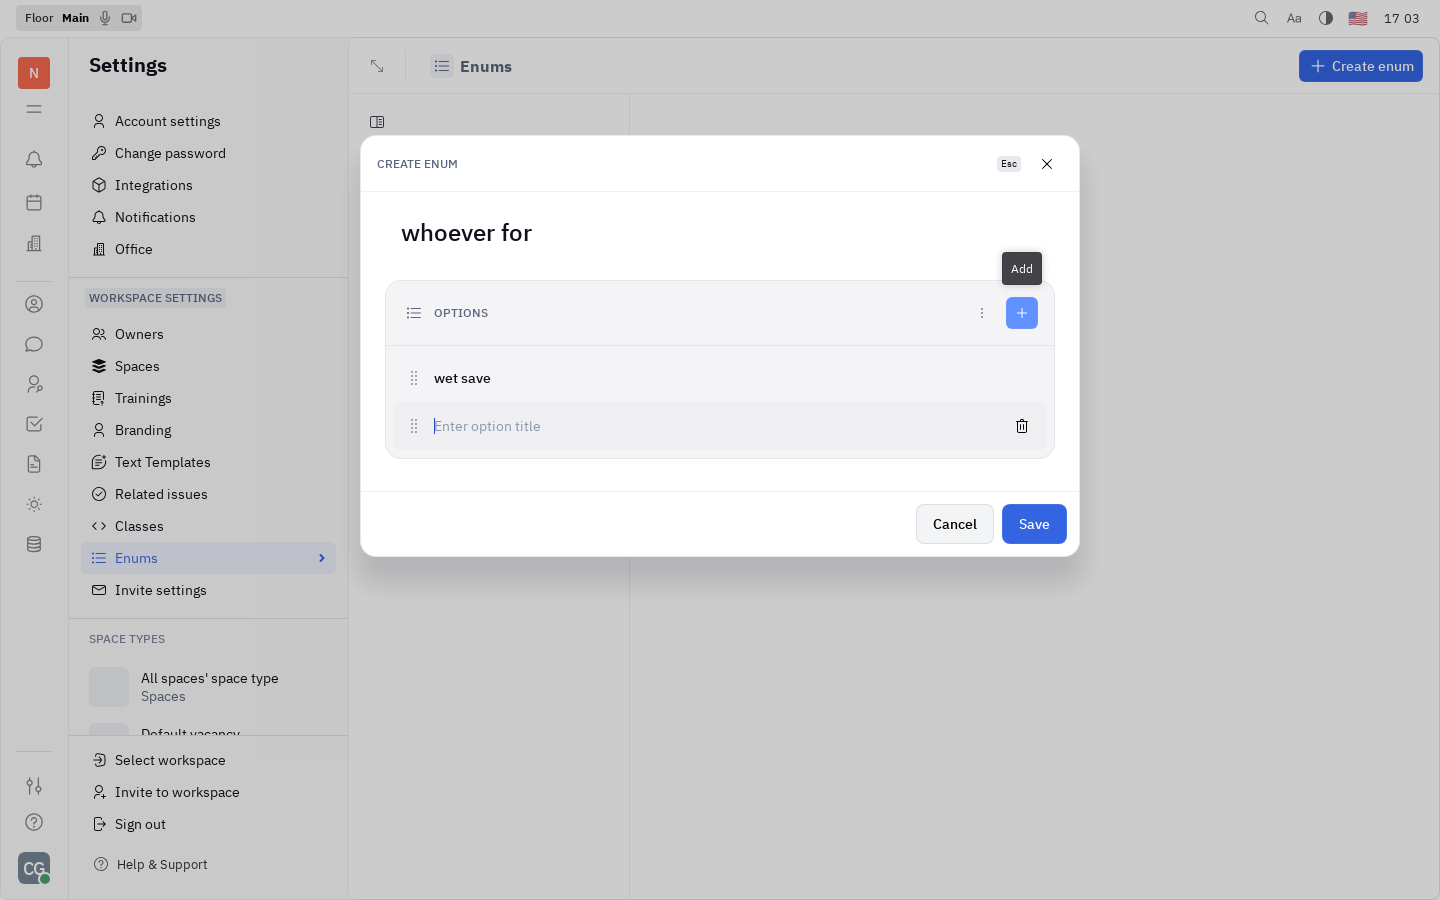 Floor Main
Aa
17 03
N
Settings
Account settings
Change password
Integrations
Notifications
Office
WORKSPACE SETTINGS
Owners
Spaces
Trainings
Branding
Text Templates
Related issues
Classes
Enums
Invite settings
SPACE TYPES
All spaces' space type
Spaces
Default vacancy
Select workspace
Invite to workspace
Sign out
Help & Support
CG
Enums
Create enum
CREATE ENUM
Esc
whoever for
Add
OPTIONS
wet save
Enter option title
Cancel
Save